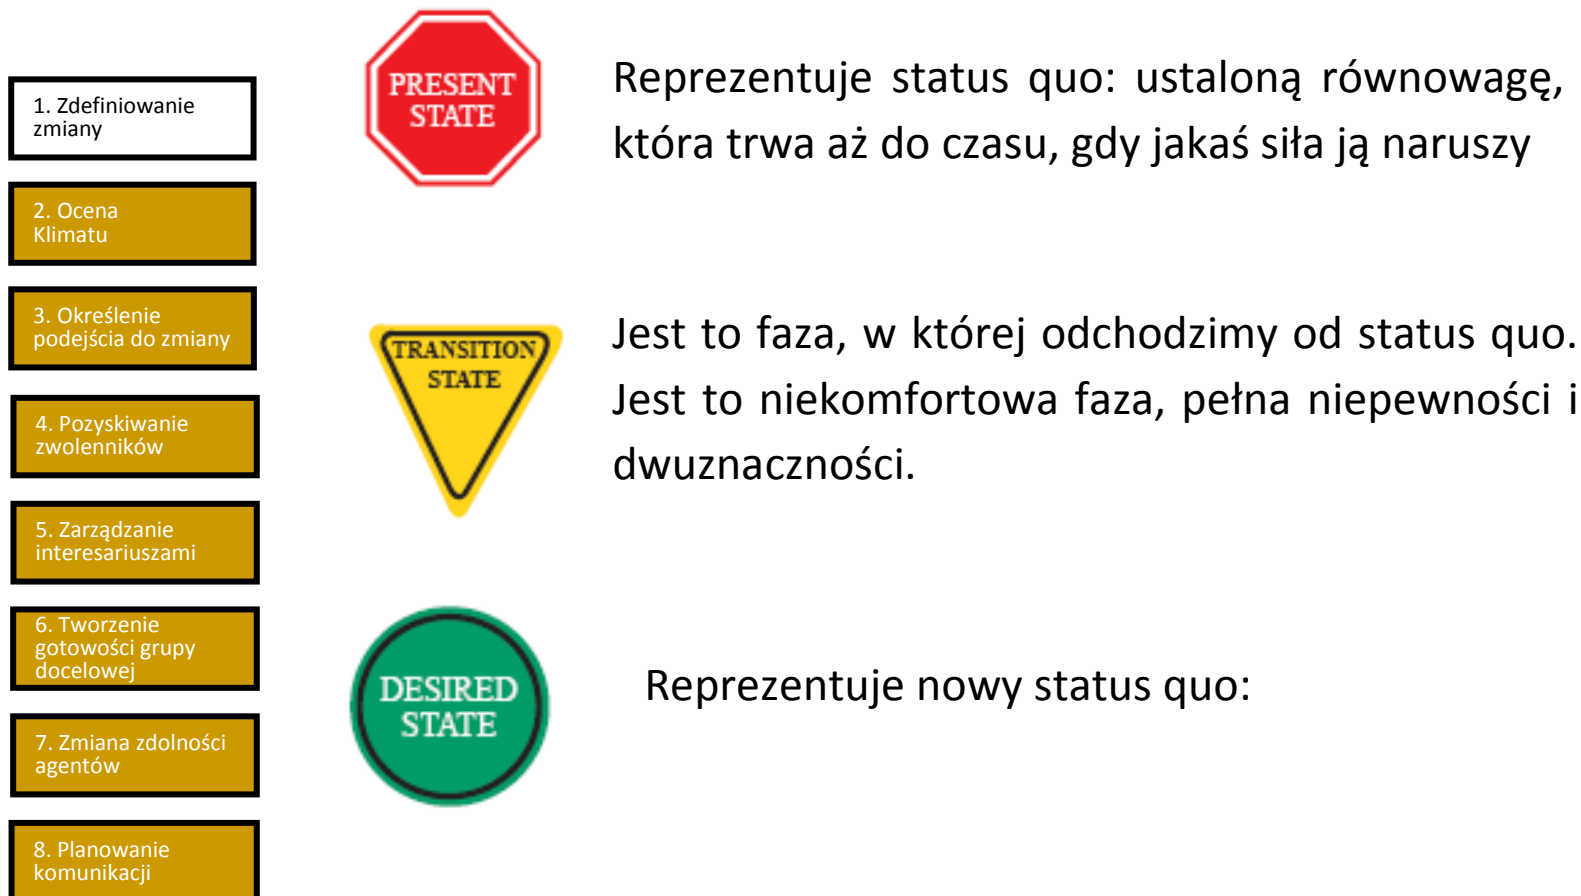 1. Zdefiniowanie
zmiany
2. Ocena
Klimatu
3. Określenie
podejścia do zmiany
4. Pozyskiwanie
zwolenników
5. Zarządzanie
interesariuszami
6. Tworzenie
gotowości grupy
docelowej
7. Zmiana zdolności
agentów
8. Planowanie
komunikacji
PRESENT
STATE
Reprezentuje status quo: ustaloną równowagę,
która trwa aż do czasu, gdy jakaś siła ją naruszy
TRANSITION
STATE
Jest to faza, w której odchodzimy od status quo.
Jest to niekomfortowa faza, pełna niepewności i
dwuznaczności.
DESIRED
STATE
Reprezentuje nowy status quo: